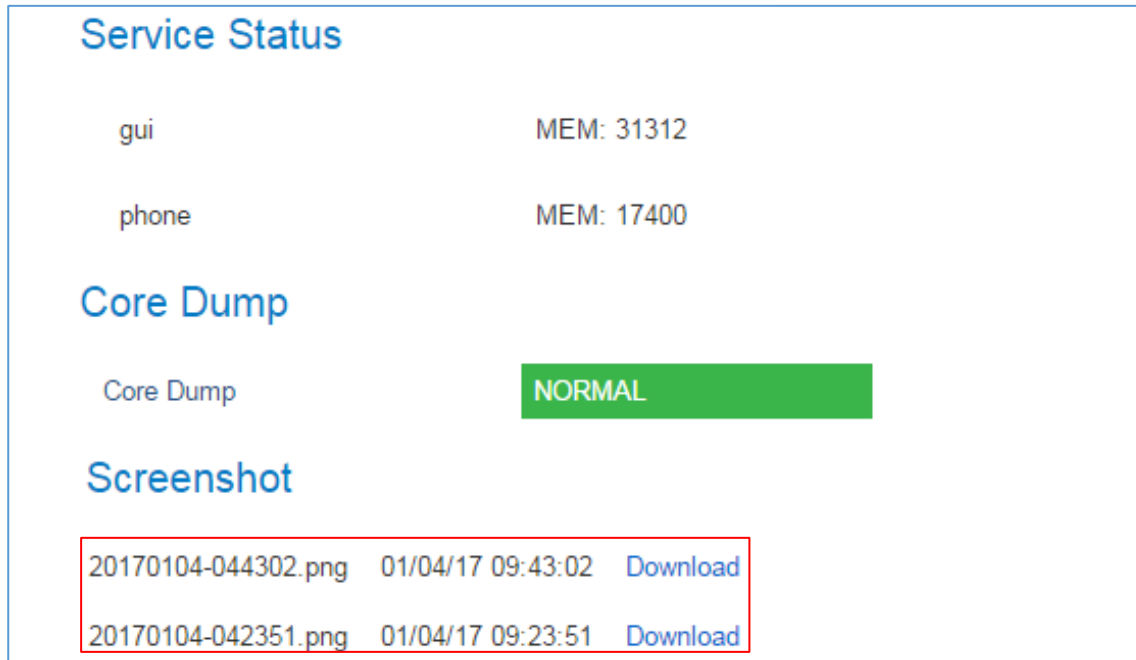 Service Status
gui MEM: 31312
phone MEM: 17400
Core Dump
Core Dump NORMAL
Screenshot
20170104-044302.png 01/04/17 09:43:02 Download
20170104-042351.png 01/04/17 09:23:51 Download